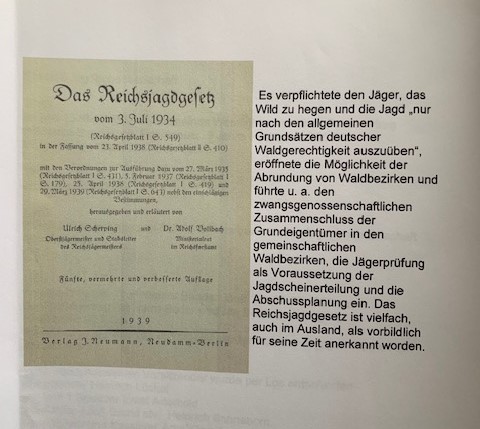 Das Reichsjagdgesetz
vom 3. Juli 1934
(Reichsgesetzblatt I S. 549)
in der Fassung vom 23. April 1938 (Reichsgesetzblatt I S. 410)
mit den Verordnungen zur Ausführung dazu vom 27. März 1935
(Reichsgesetzblatt I S. 431), 5. Februar 1937 (Reichsgesetzblatt I
S. 179), 25. April 1938 (Reichsgesetzblatt I S. 419) und
29. März 1939 (Reichsgesetzblatt I S. 643) nebst den einschlägigen
Bestimmungen,
herausgegeben und erläutert von
Ulrich Scherping und Dr. Adolf Vollbach
Oberstjägermeister und Stabsleiter Ministerialrat
des Reichsjägermeisters im Reichsforstamt
Fünfte, vermehrte und verbesserte Auflage
1939
Verlag J. Neumann, Neudamm-Berlin
Es verpflichtete den Jäger, das
Wild zu hegen und die Jagd „nur
nach den allgemeinen
Grundsätzen deutscher
Waldgerechtigkeit auszuüben“,
eröffnete die Möglichkeit der
Abrundung von Waldbezirken und
führte u. a. den
zwangsgenossenschaftlichen
Zusammenschluss der
Grundeigentümer in den
gemeinschaftlichen
Waldbezirken, die Jägerprüfung
als Voraussetzung der
Jagdscheinerteilung und die
Abschussplanung ein. Das
Reichsjagdgesetz ist vielfach,
auch im Ausland, als vorbildlich
für seine Zeit anerkannt worden.